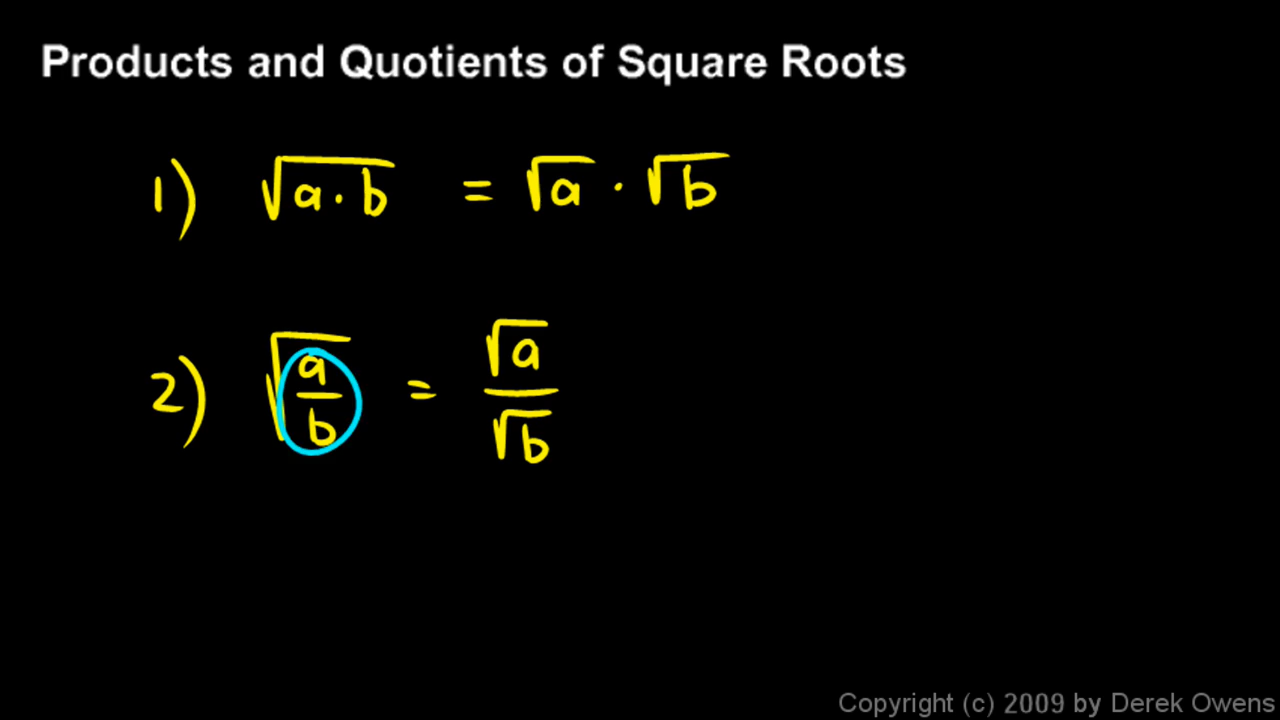 Products and Quotients of Square Roots
1) √(a · b) = √a · √b
2) √(a/b) = √a/√b
Copyright (c) 2009 by Derek Owens